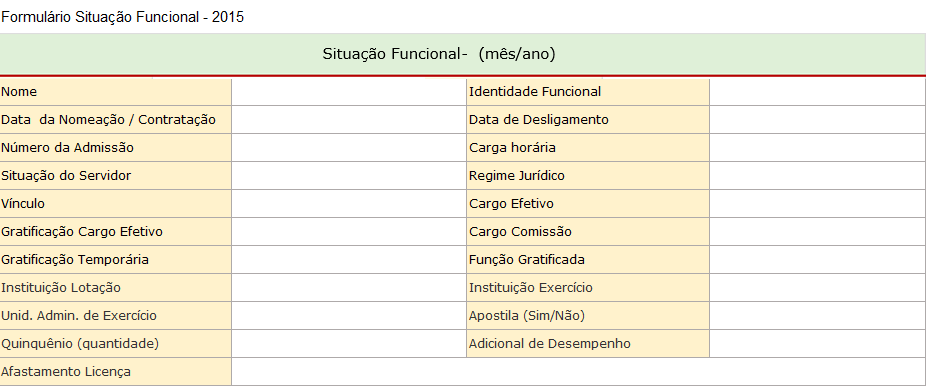 Formulário Situação Funcional - 2015
Situação Funcional- (mês/ano)
Nome Identidade Funcional
Data da Nomeação / Contratação Data de Desligamento
Número da Admissão Carga horária
Situação do Servidor Regime Jurídico
Vínculo Cargo Efetivo
Gratificação Cargo Efetivo Cargo Comissão
Gratificação Temporária Função Gratificada
Instituição Lotação Instituição Exercício
Unid. Admin. de Exercício Apostila (Sim/Não)
Quinquênio (quantidade) Adicional de Desempenho
Afastamento Licença